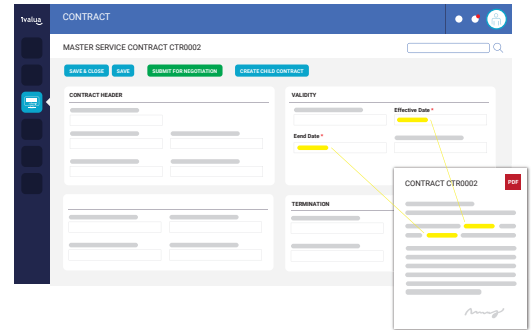 ivalua
CONTRACT
MASTER SERVICE CONTRACT CTR0002
SAVE & CLOSE
SAVE
SUBMIT FOR NEGOTIATION
CREATE CHILD CONTRACT
CONTRACT HEADER
VALIDITY
Effective Date *
Eend Date *
TERMINATION
CONTRACT CTR0002
PDF